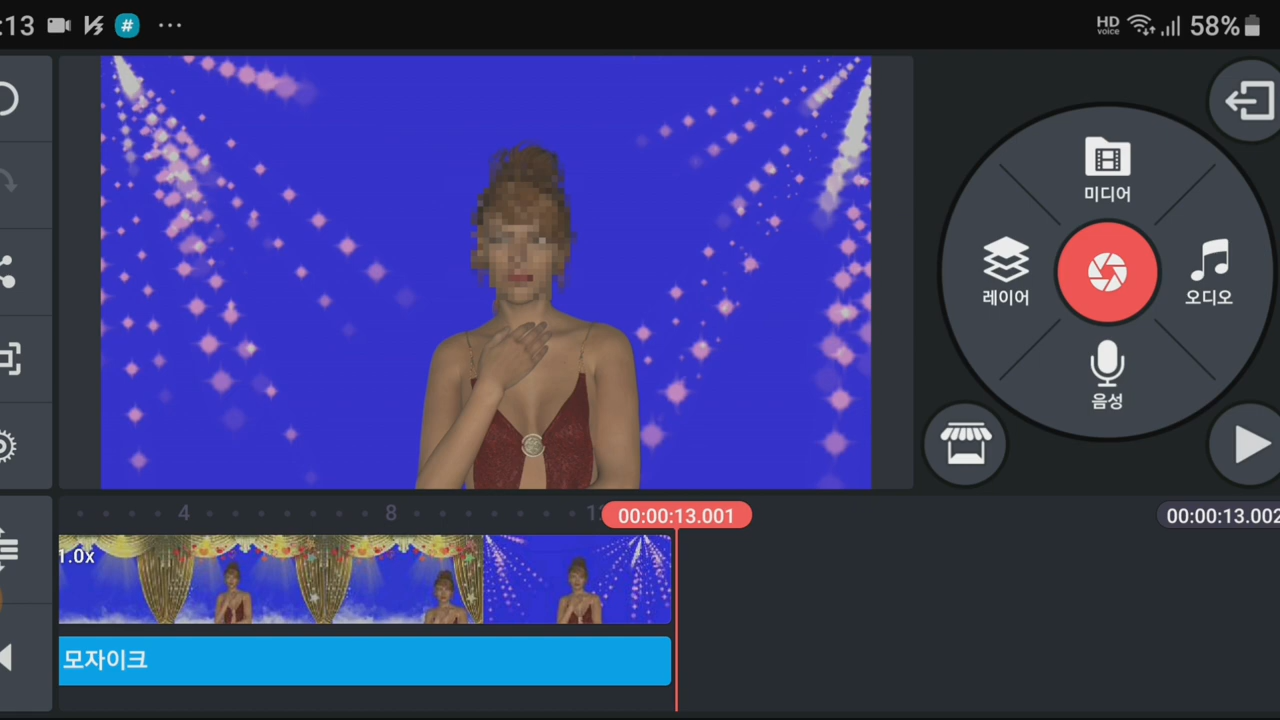 :13 # ...
HD voice 58%
미디어
레이어
오디오
음성
4 8
00:00:13.001
00:00:13.002
1.0x
모자이크